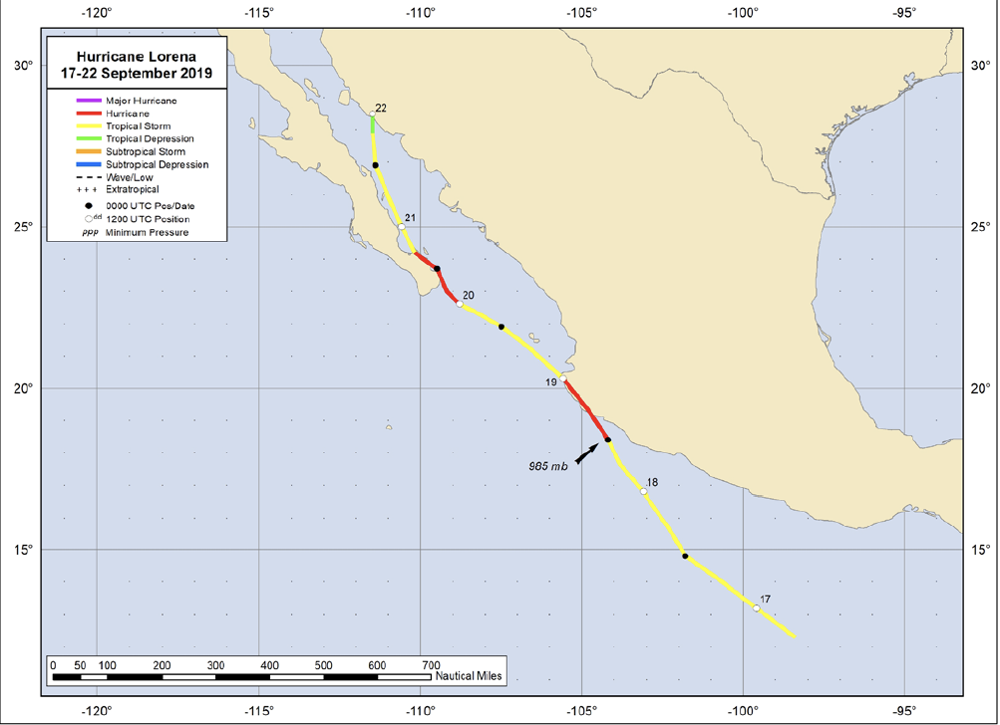 -120° -115° -110° -105° -100° -95°
Hurricane Lorena
17-22 September 2019
Major Hurricane
Hurricane
Tropical Storm
Tropical Depression
Subtropical Storm
Subtropical Depression
Wave/Low
+++ Extratropical
0000 UTC Pos/Date
dd 1200 UTC Position
PPP Minimum Pressure
30° 30°
22
25° 21 25°
20
20° 19 20°
985 mb
18
15° 15°
17
0 50 100 200 300 400 500 600 700
Nautical Miles
-120° -115° -110° -105° -100° -95°